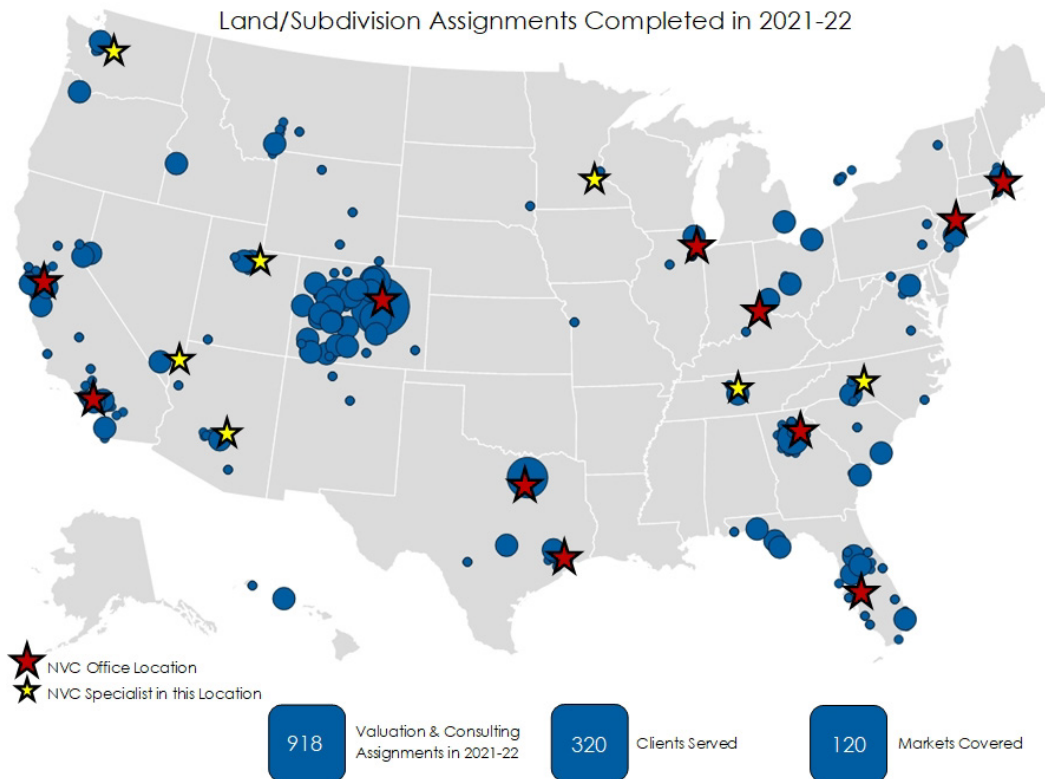 Land/Subdivision Assignments Completed in 2021-22
NVC Office Location
NVC Specialist in this Location
918
Valuation & Consulting
Assignments in 2021-22
320
Clients Served
120
Markets Covered